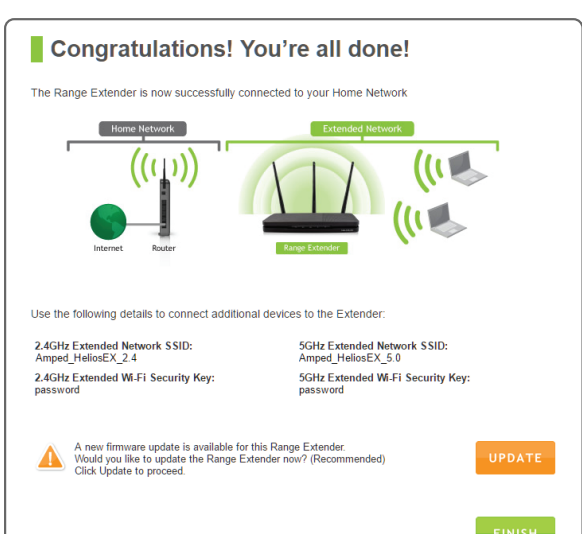 Congratulations! You're all done!
The Range Extender is now successfully connected to your Home Network
Home Network
Extended Network
Internet
Router
Range Extender
Use the following details to connect additional devices to the Extender:
2.4GHz Extended Network SSID:
Amped_HeliosEX_2.4
5GHz Extended Network SSID:
Amped_HeliosEX_5.0
2.4GHz Extended Wi-Fi Security Key:
password
5GHz Extended Wi-Fi Security Key:
password
A new firmware update is available for this Range Extender.
Would you like to update the Range Extender now? (Recommended)
Click Update to proceed.
UPDATE
FINISH